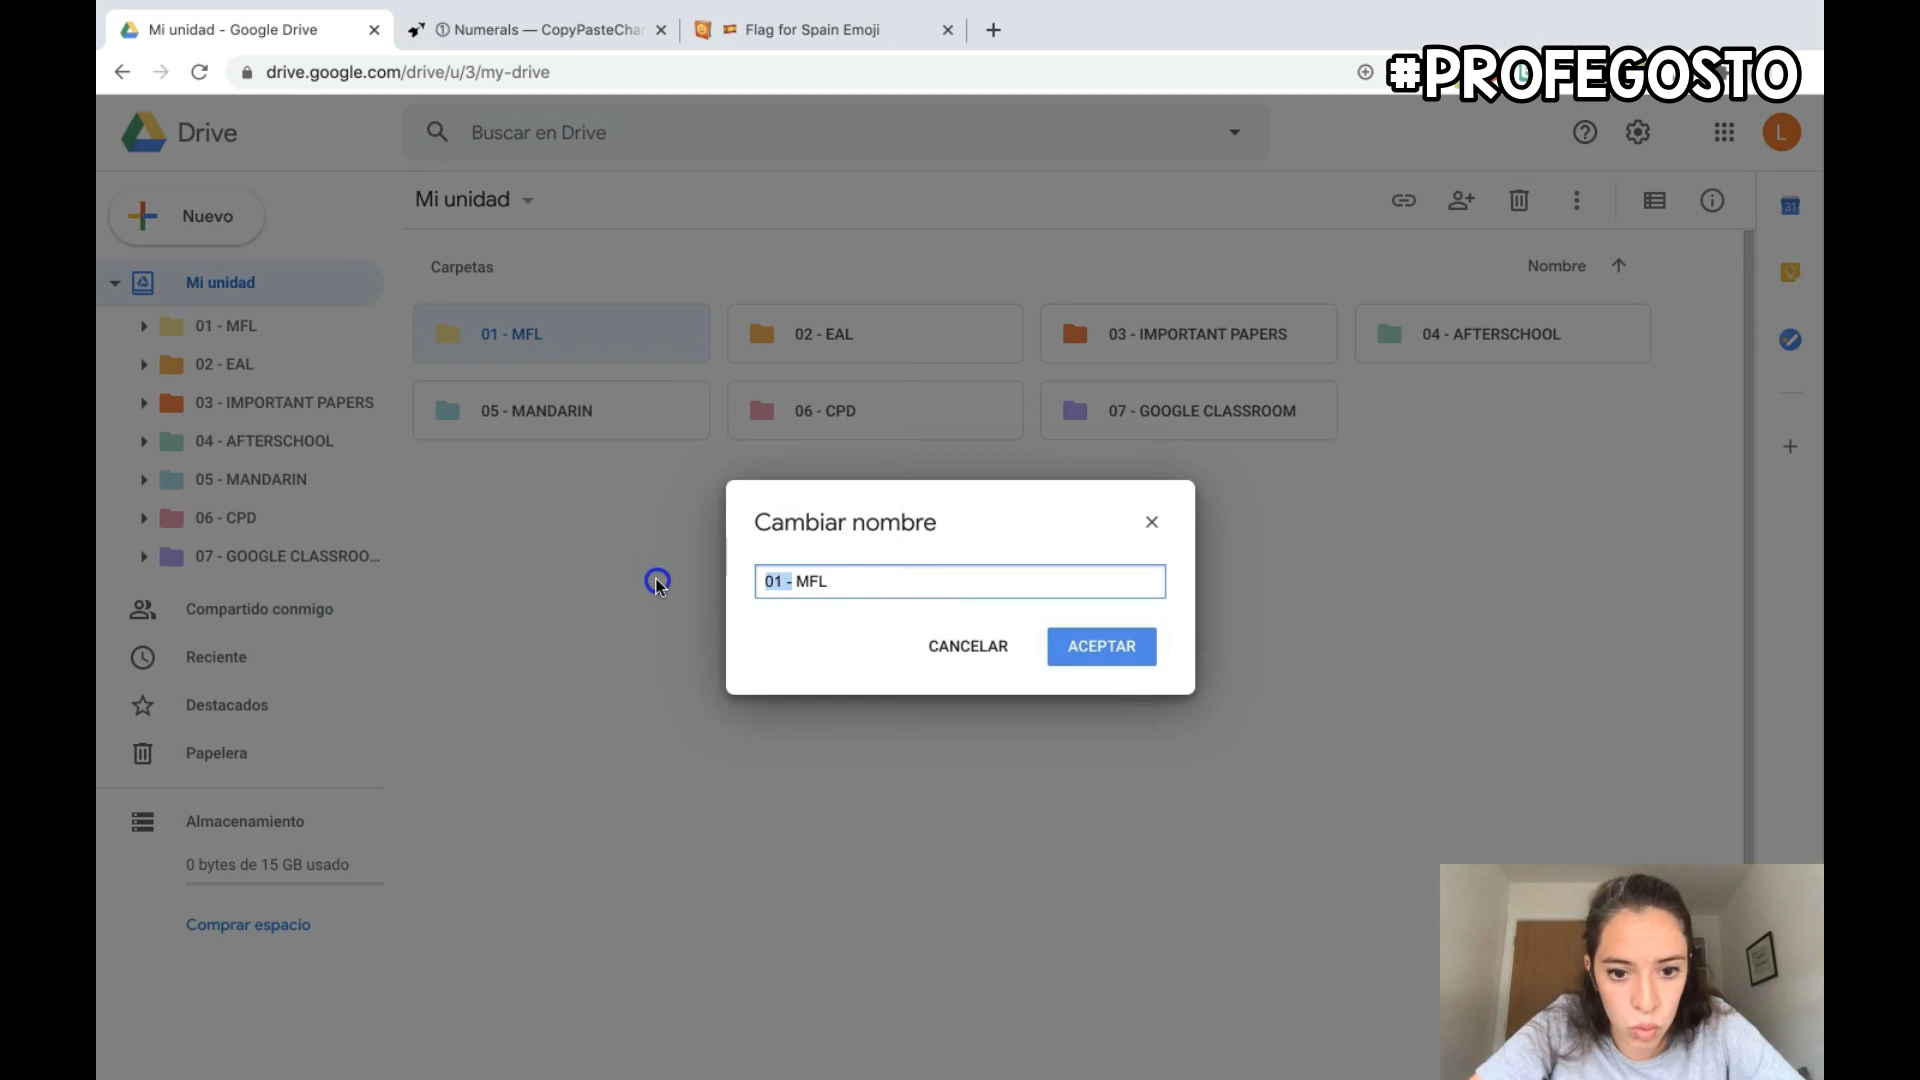 Mi unidad - Google Drive
① Numerals — CopyPasteCha
Flag for Spain Emoji
drive.google.com/drive/u/3/my-drive
#PROFEGOSTO
Drive
Buscar en Drive
L
Nuevo
Mi unidad
31
Mi unidad
01 - MFL
02 - EAL
03 - IMPORTANT PAPERS
04 - AFTERSCHOOL
05 - MANDARIN
06 - CPD
07 - GOOGLE CLASSROO...
Compartido conmigo
Reciente
Destacados
Papelera
Almacenamiento
0 bytes de 15 GB usado
Comprar espacio
Carpetas
Nombre
01 - MFL
02 - EAL
03 - IMPORTANT PAPERS
04 - AFTERSCHOOL
05 - MANDARIN
06 - CPD
07 - GOOGLE CLASSROOM
Cambiar nombre
01 - MFL
CANCELAR
ACEPTAR